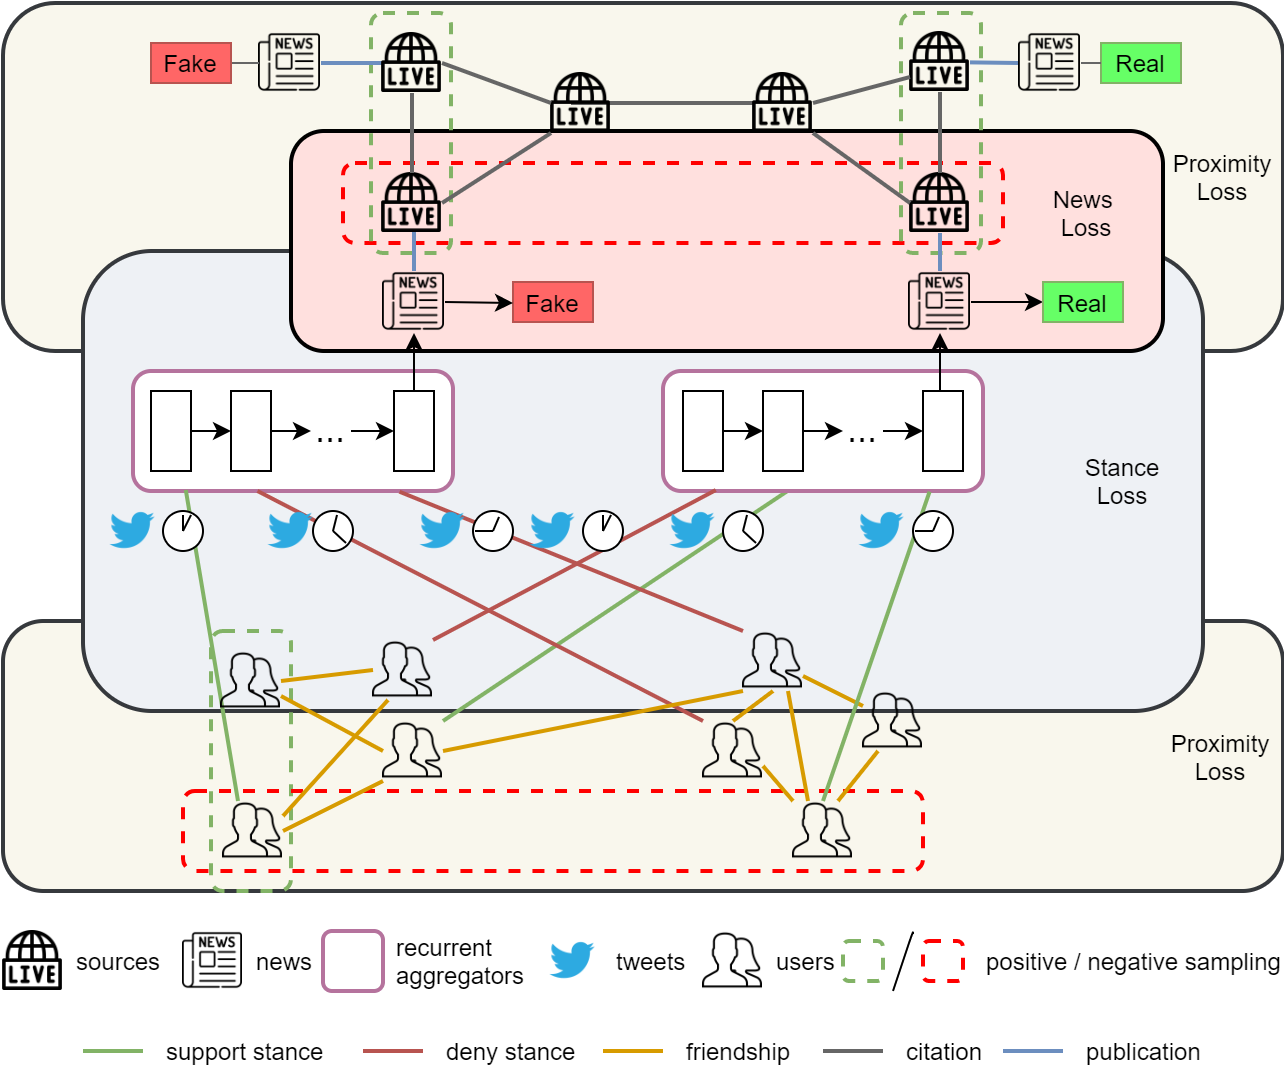 Fake
NEWS
LIVE
LIVE
LIVE
LIVE
NEWS
Real
Proximity
Loss
LIVE
LIVE
News
Loss
NEWS
Fake
NEWS
Real
...
...
Stance
Loss
Proximity
Loss
LIVE
sources
NEWS
news
recurrent
aggregators
tweets
users
positive / negative sampling
support stance
deny stance
friendship
citation
publication